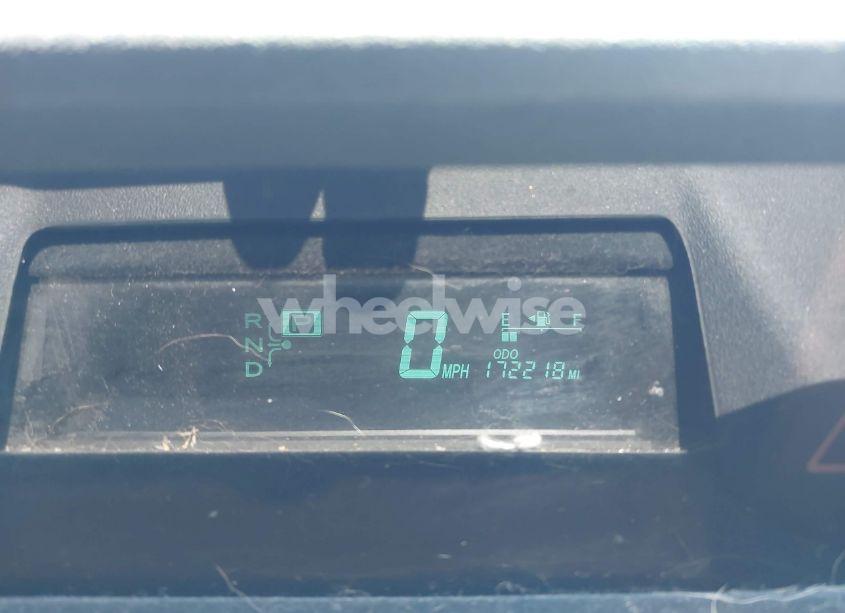 wheelwise
R
N
D
0 MPH
E F
ODO
172218 MI